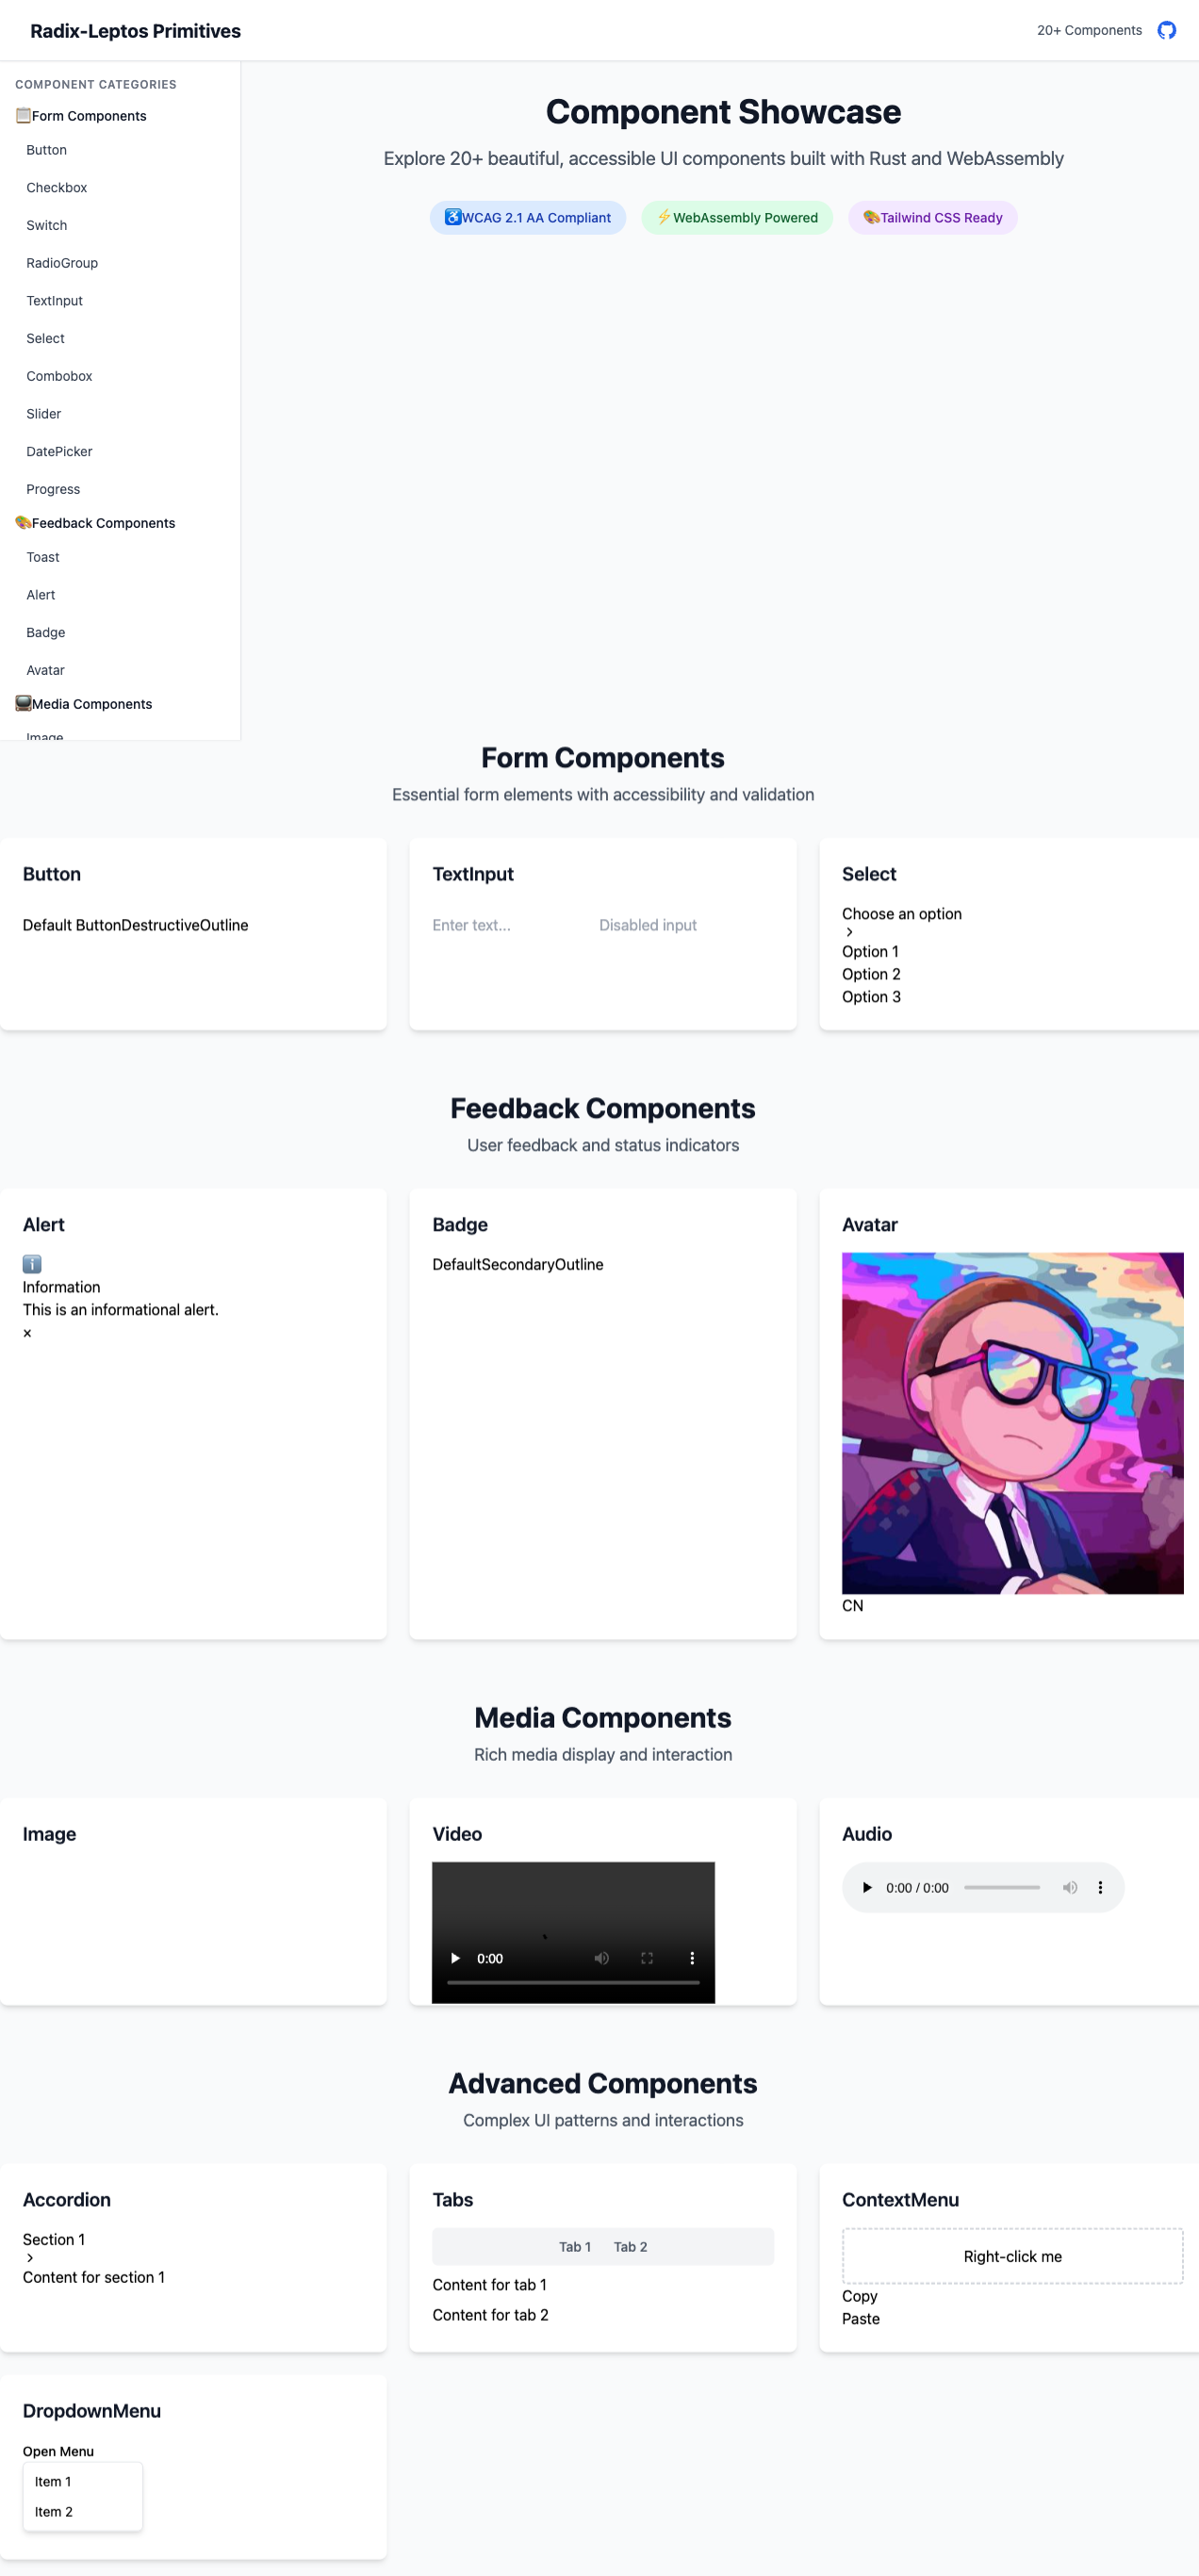 Radix-Leptos Primitives
20+ Components
COMPONENT CATEGORIES
📋Form Components
Button
Checkbox
Switch
RadioGroup
TextInput
Select
Combobox
Slider
DatePicker
Progress
🎨Feedback Components
Toast
Alert
Badge
Avatar
📺Media Components
Image
Component Showcase
Explore 20+ beautiful, accessible UI components built with Rust and WebAssembly
♿WCAG 2.1 AA Compliant
⚡WebAssembly Powered
🎨Tailwind CSS Ready
Form Components
Essential form elements with accessibility and validation
Button
Default ButtonDestructiveOutline
TextInput
Enter text...
Disabled input
Select
Choose an option
Option 1
Option 2
Option 3
Feedback Components
User feedback and status indicators
Alert
ℹ️
Information
This is an informational alert.
×
Badge
DefaultSecondaryOutline
Avatar
CN
Media Components
Rich media display and interaction
Image
Video
0:00
Audio
0:00 / 0:00
Advanced Components
Complex UI patterns and interactions
Accordion
Section 1
Content for section 1
Tabs
Tab 1
Tab 2
Content for tab 1
Content for tab 2
ContextMenu
Right-click me
Copy
Paste
DropdownMenu
Open Menu
Item 1
Item 2